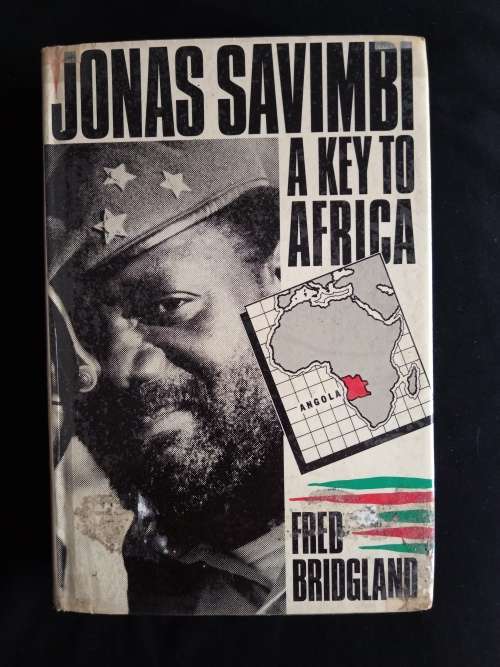 JONAS SAVIMBI
A KEY TO
AFRICA
ANGOLA
FRED
BRIDGLAND